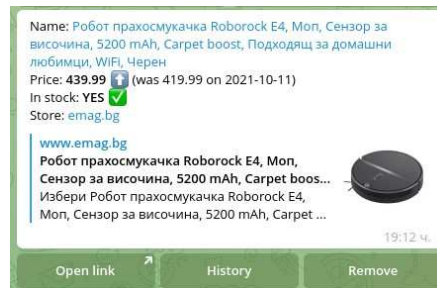 Name: Робот прахосмукачка Roborock E4, Моп, Сензор за
височина, 5200 mAh, Carpet boost, Подходящ за домашни
любимци, WiFi, Черен
Price: 439.99 ⬆️ (was 419.99 on 2021-10-11)
In stock: YES ✅
Store: emag.bg
www.emag.bg
Робот прахосмукачка Roborock E4, Моп,
Сензор за височина, 5200 mAh, Carpet boos...
Избери Робот прахосмукачка Roborock E4,
Моп, Сензор за височина, 5200 mAh, Carpet ...
19:12 ч.
Open link
History
Remove